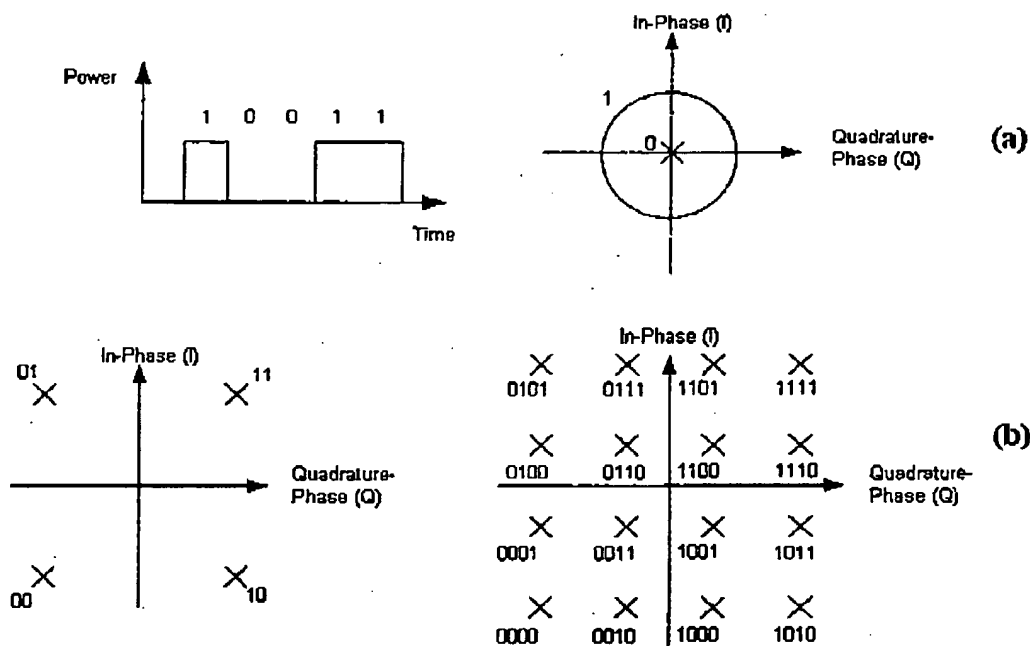 Power
1 0 0 1 1
Time
In-Phase (I)
1
0
Quadrature-
Phase (Q)
(a)
In-Phase (I)
01
11
Quadrature-
Phase (Q)
00
10
In-Phase (I)
0101 0111 1101 1111
0100 0110 1100 1110
Quadrature-
Phase (Q)
0001 0011 1001 1011
0000 0010 1000 1010
(b)